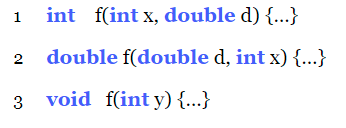 1 int f(int x, double d) {...}
2 double f(double d, int x) {...}
3 void f(int y) {...}